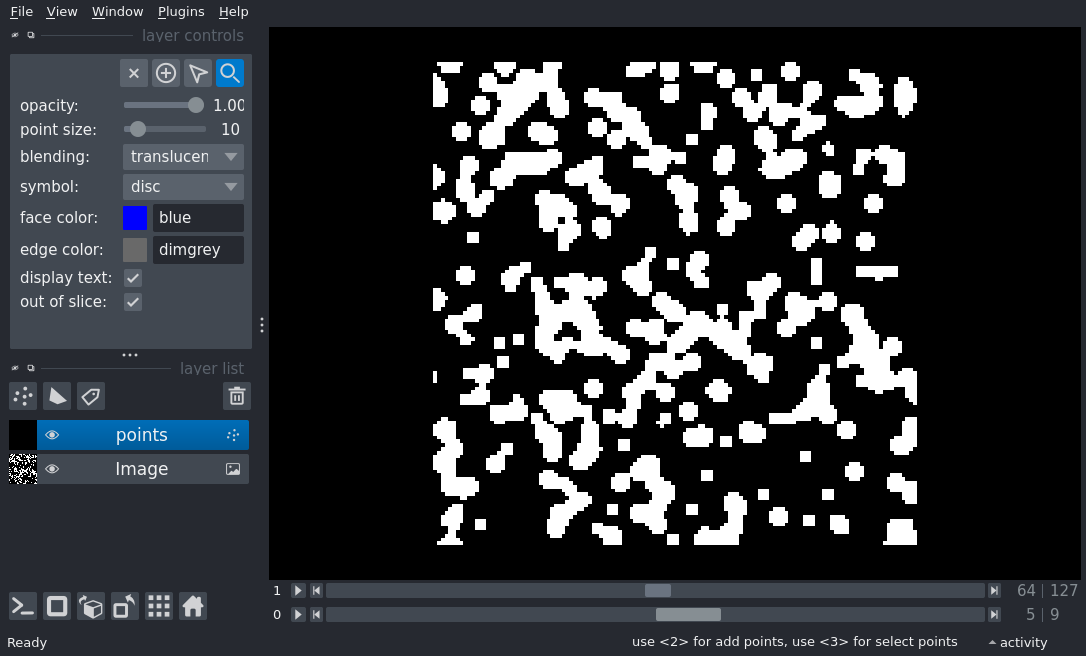 File View Window Plugins Help
layer controls
opacity: 1.00
point size: 10
blending: translucen
symbol: disc
face color: blue
edge color: dimgrey
display text:
out of slice:
layer list
points
Image
1 64 | 127
0 5 | 9
Ready use <2> for add points, use <3> for select points activity